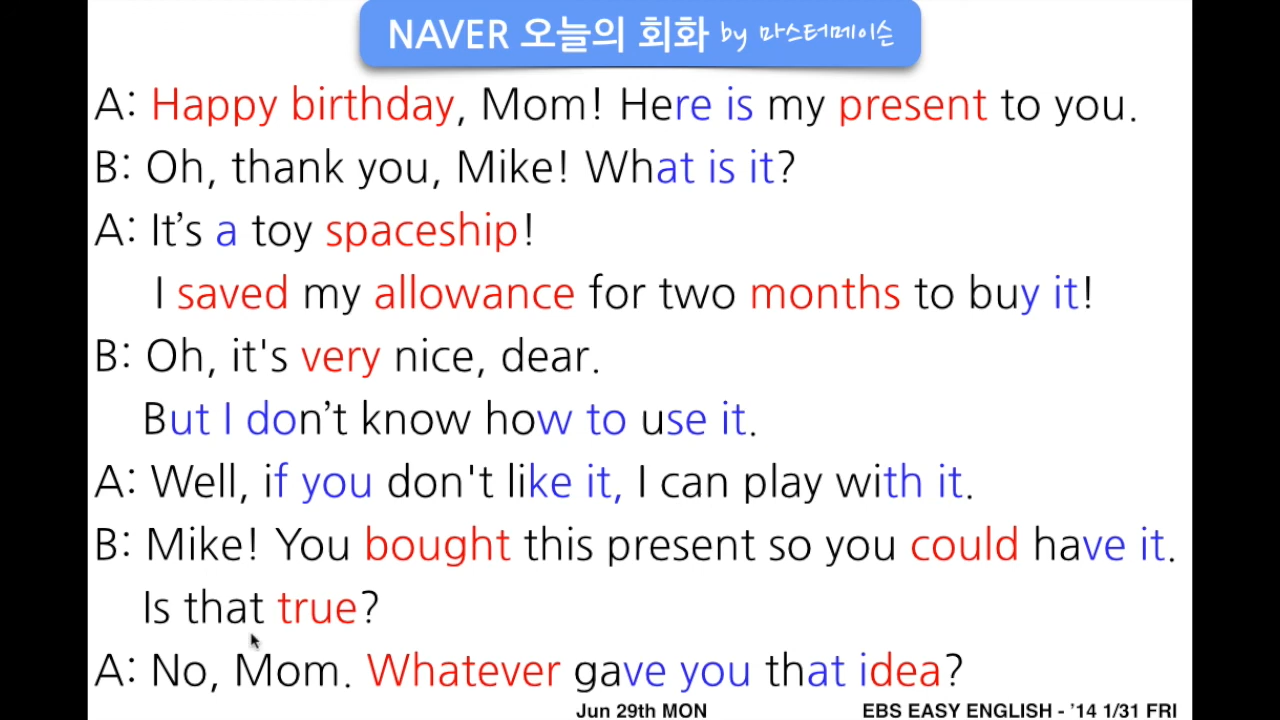 NAVER 오늘의 회화 by 마스터메이슨
A: Happy birthday, Mom! Here is my present to you.
B: Oh, thank you, Mike! What is it?
A: It’s a toy spaceship!
I saved my allowance for two months to buy it!
B: Oh, it's very nice, dear.
But I don’t know how to use it.
A: Well, if you don't like it, I can play with it.
B: Mike! You bought this present so you could have it.
Is that true?
A: No, Mom. Whatever gave you that idea?
Jun 29th MON EBS EASY ENGLISH - ’14 1/31 FRI